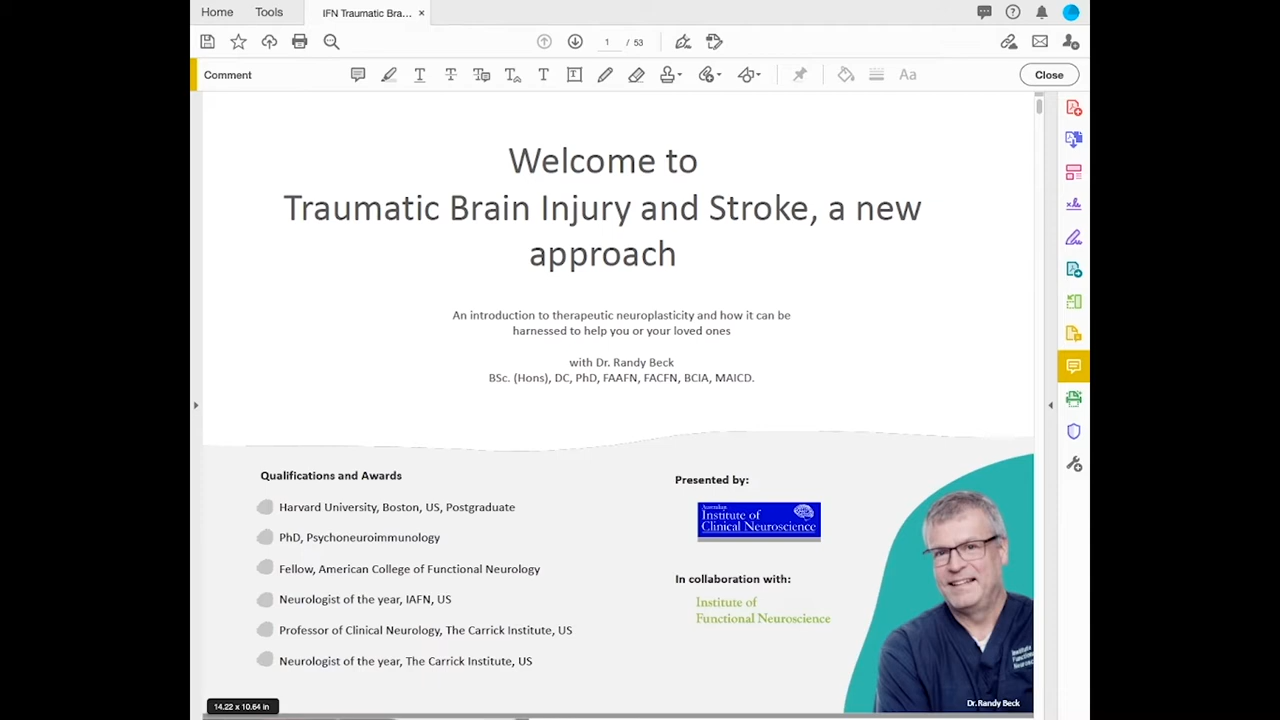 Home
Tools
IFN Traumatic Bra... ×
1 / 53
Comment
Aa
Close
Welcome to
Traumatic Brain Injury and Stroke, a new
approach
An introduction to therapeutic neuroplasticity and how it can be
harnessed to help you or your loved ones
with Dr. Randy Beck
BSc. (Hons), DC, PhD, FAAFN, FACFN, BCIA, MAICD.
Qualifications and Awards
Harvard University, Boston, US, Postgraduate
PhD, Psychoneuroimmunology
Fellow, American College of Functional Neurology
Neurologist of the year, IAFN, US
Professor of Clinical Neurology, The Carrick Institute, US
Neurologist of the year, The Carrick Institute, US
Presented by:
Australian
Institute of
Clinical Neuroscience
In collaboration with:
Institute of
Functional Neuroscience
Institute
Dr. Randy Beck
14.22 x 10.64 in